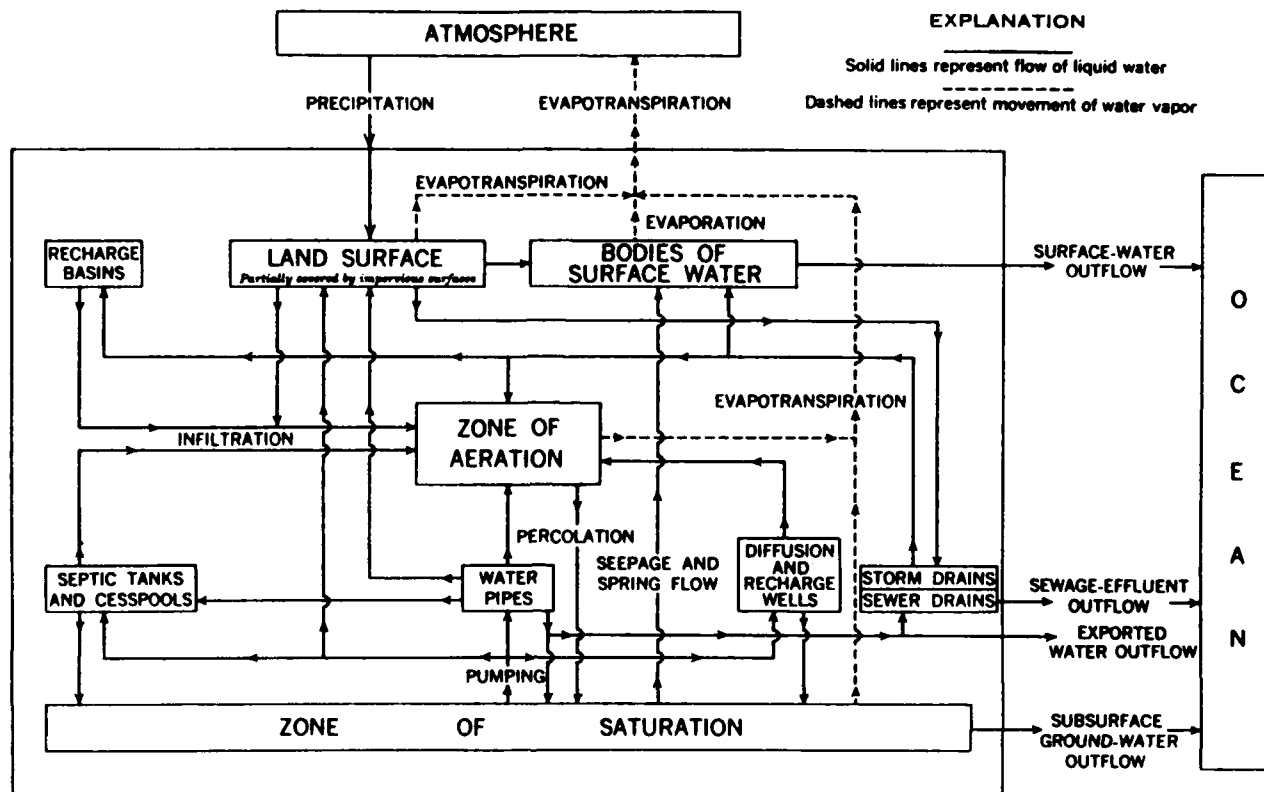 ATMOSPHERE
EXPLANATION
Solid lines represent flow of liquid water
Dashed lines represent movement of water vapor
PRECIPITATION
EVAPOTRANSPIRATION
EVAPOTRANSPIRATION
EVAPORATION
RECHARGE
BASINS
LAND SURFACE
Partially covered by impervious surfaces
BODIES OF
SURFACE WATER
SURFACE-WATER
OUTFLOW
OCEAN
EVAPOTRANSPIRATION
INFILTRATION
ZONE OF
AERATION
PERCOLATION
SEEPAGE AND
SPRING FLOW
SEPTIC TANKS
AND CESSPOOLS
WATER
PIPES
DIFFUSION
AND
RECHARGE
WELLS
STORM DRAINS
SEWER DRAINS
SEWAGE-EFFLUENT
OUTFLOW
EXPORTED
WATER OUTFLOW
PUMPING
ZONE OF SATURATION
SUBSURFACE
GROUND-WATER
OUTFLOW